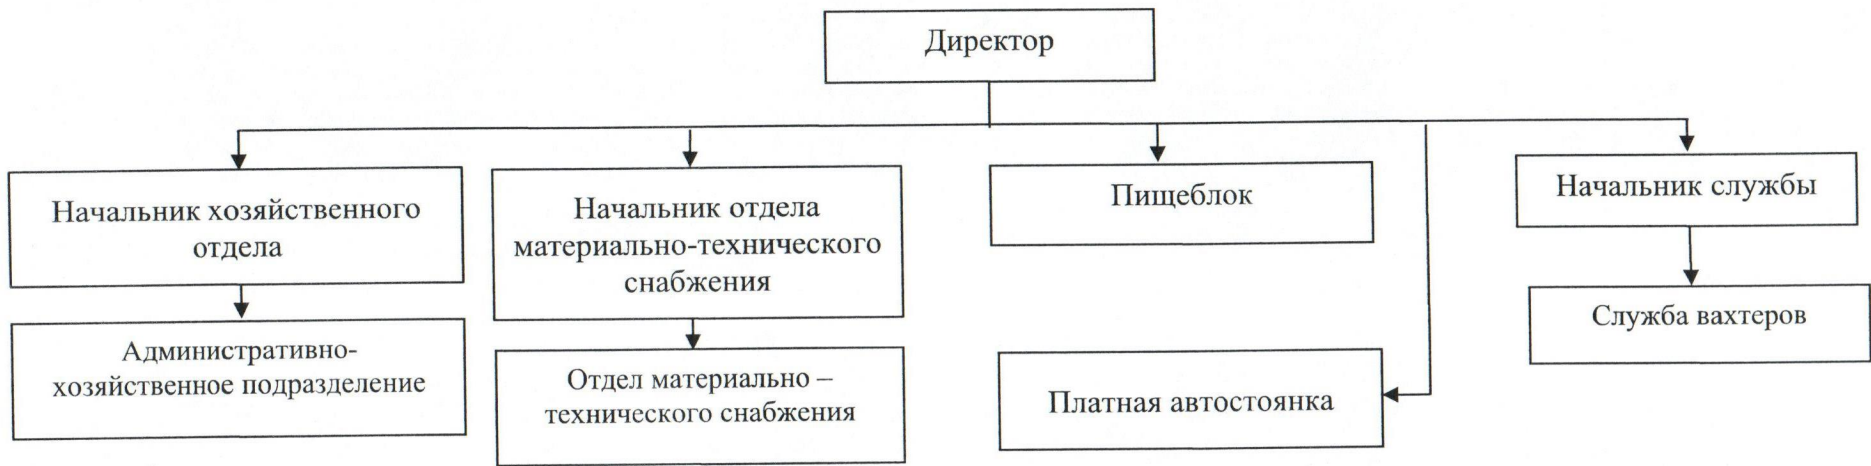 Директор
Начальник хозяйственного
отдела
Начальник отдела
материально-технического
снабжения
Пищеблок
Начальник службы
Административно-
хозяйственное подразделение
Отдел материально –
технического снабжения
Платная автостоянка
Служба вахтеров